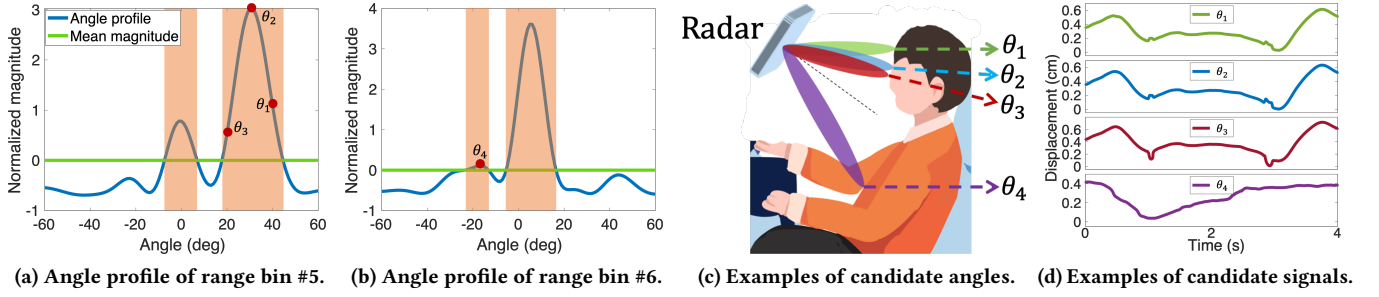 3
2
1
0
-1
-60
-40
-20
0
20
40
60
Normalized magnitude
Angle (deg)
Angle profile
Mean magnitude
θ2
θ1
θ3
(a) Angle profile of range bin #5.
4
3
2
1
0
-1
-60
-40
-20
0
20
40
60
Normalized magnitude
Angle (deg)
θ4
(b) Angle profile of range bin #6.
Radar
θ1
θ2
θ3
θ4
(c) Examples of candidate angles.
Displacement (cm)
0.6
0.4
0.2
0
θ1
0.6
0.4
0.2
0
θ2
0.6
0.4
0.2
0
θ3
0.4
0.2
0
θ4
0
2
4
Time (s)
(d) Examples of candidate signals.